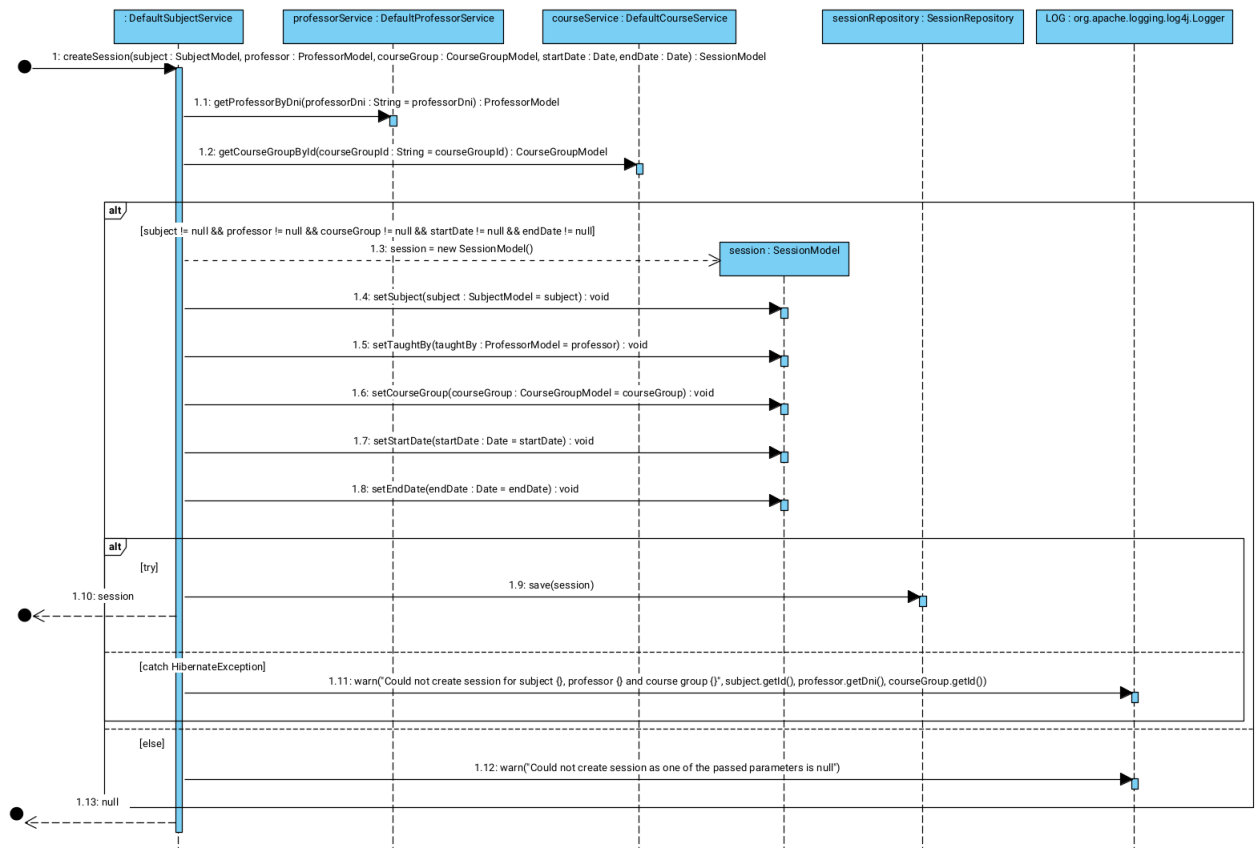 : DefaultSubjectService
professorService : DefaultProfessorService
courseService : DefaultCourseService
sessionRepository : SessionRepository
LOG : org.apache.logging.log4j.Logger
1: createSession(subject : SubjectModel, professor : ProfessorModel, courseGroup : CourseGroupModel, startDate : Date, endDate : Date) : SessionModel
1.1: getProfessorByDni(professorDni : String = professorDni) : ProfessorModel
1.2: getCourseGroupById(courseGroupId : String = courseGroupId) : CourseGroupModel
alt
[subject != null && professor != null && courseGroup != null && startDate != null && endDate != null]
1.3: session = new SessionModel()
session : SessionModel
1.4: setSubject(subject : SubjectModel = subject) : void
1.5: setTaughtBy(taughtBy : ProfessorModel = professor) : void
1.6: setCourseGroup(courseGroup : CourseGroupModel = courseGroup) : void
1.7: setStartDate(startDate : Date = startDate) : void
1.8: setEndDate(endDate : Date = endDate) : void
alt
[try]
1.9: save(session)
1.10: session
[catch HibernateException]
1.11: warn("Could not create session for subject {}, professor {} and course group {}", subject.getId(), professor.getDni(), courseGroup.getId())
[else]
1.12: warn("Could not create session as one of the passed parameters is null")
1.13: null